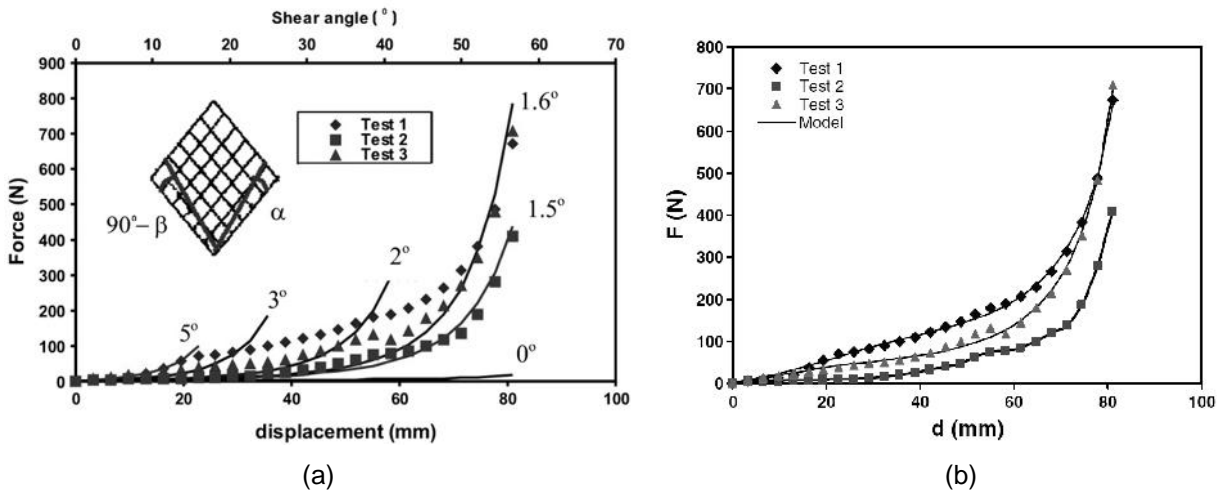 Shear angle ( ° )
0 10 20 30 40 50 60 70
900
800
700
600
500
400
300
200
100
0
Force (N)
Test 1
Test 2
Test 3
90°– β
α
5°
3°
2°
1.6°
1.5°
0°
0 20 40 60 80 100
displacement (mm)
(a)
800
700
600
500
400
300
200
100
0
F (N)
Test 1
Test 2
Test 3
Model
0 20 40 60 80 100
d (mm)
(b)